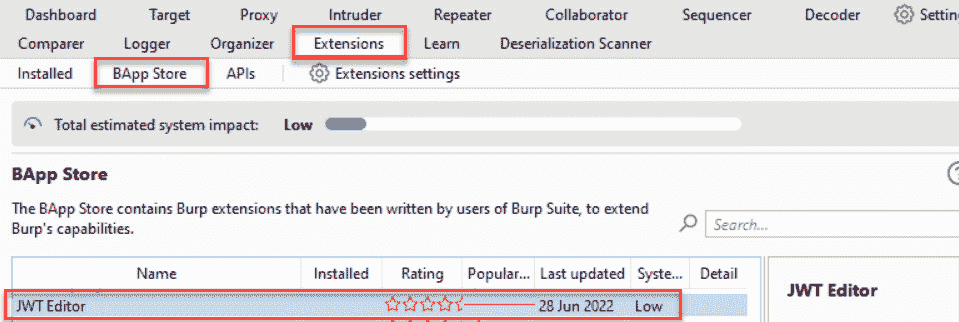 Dashboard Target Proxy Intruder Repeater Collaborator Sequencer Decoder Settin
Comparer Logger Organizer Extensions Learn Deserialization Scanner
Installed BApp Store APIs Extensions settings
Total estimated system impact: Low
BApp Store
The BApp Store contains Burp extensions that have been written by users of Burp Suite, to extend
Burp's capabilities.
Search...
Name Installed Rating Popular... Last updated Syste... Detail
JWT Editor 28 Jun 2022 Low
JWT Editor